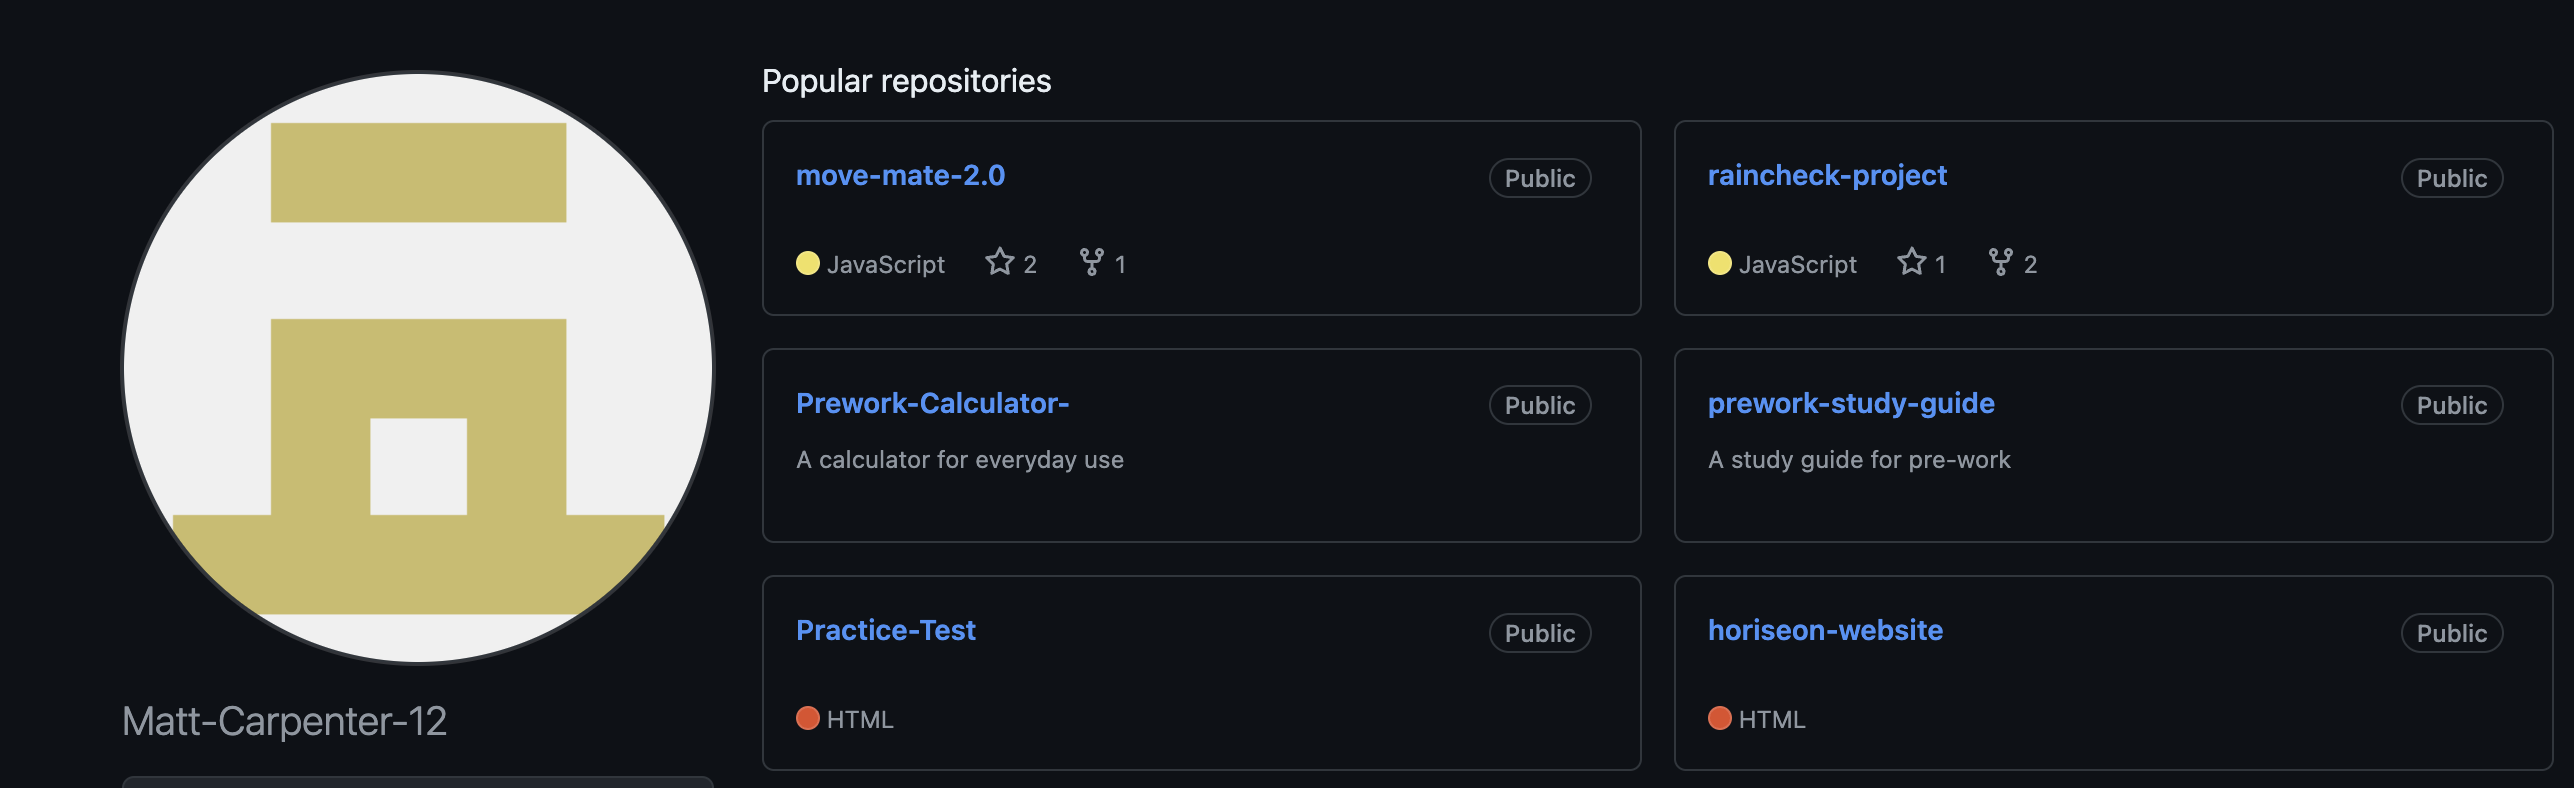 Popular repositories
move-mate-2.0
Public
JavaScript 2 1
raincheck-project
Public
JavaScript 1 2
Prework-Calculator-
Public
A calculator for everyday use
prework-study-guide
Public
A study guide for pre-work
Practice-Test
Public
HTML
horiseon-website
Public
HTML
Matt-Carpenter-12